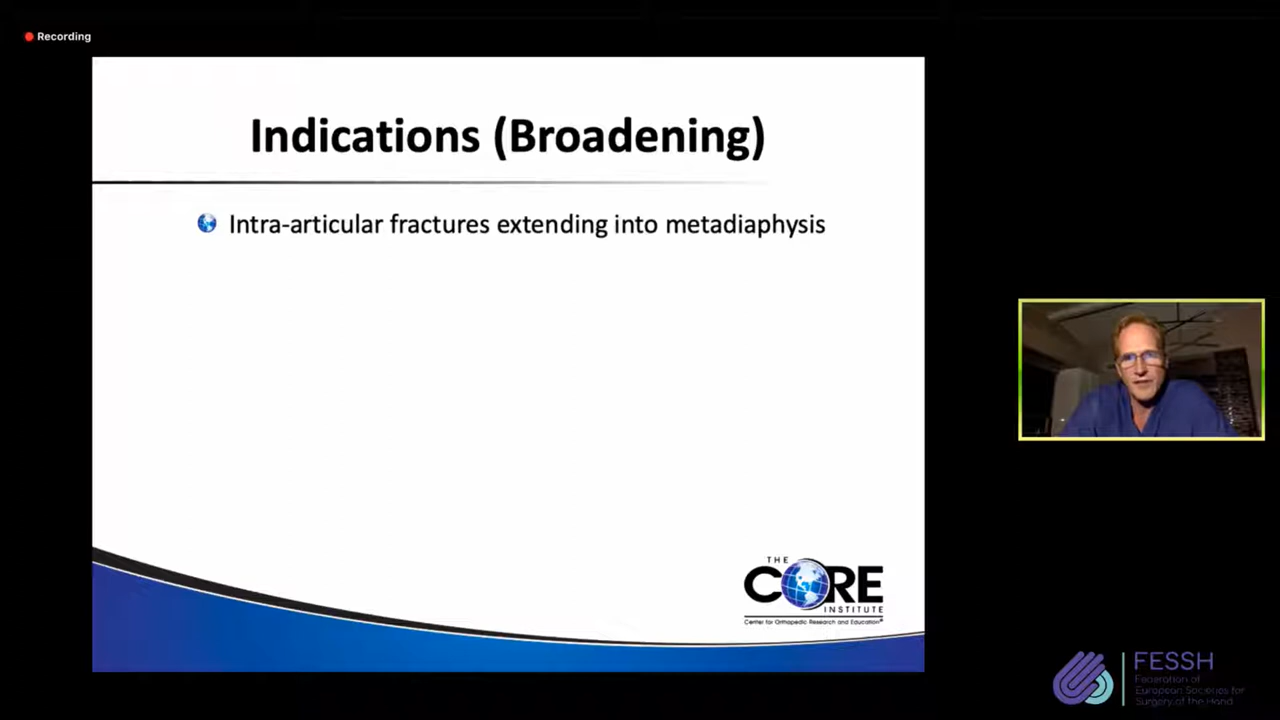 Recording
Indications (Broadening)
Intra-articular fractures extending into metadiaphysis
THE
CORE
INSTITUTE
Center for Orthopedic Research and Education®
FESSH
Federation of
European Societies for
Surgery of the Hand